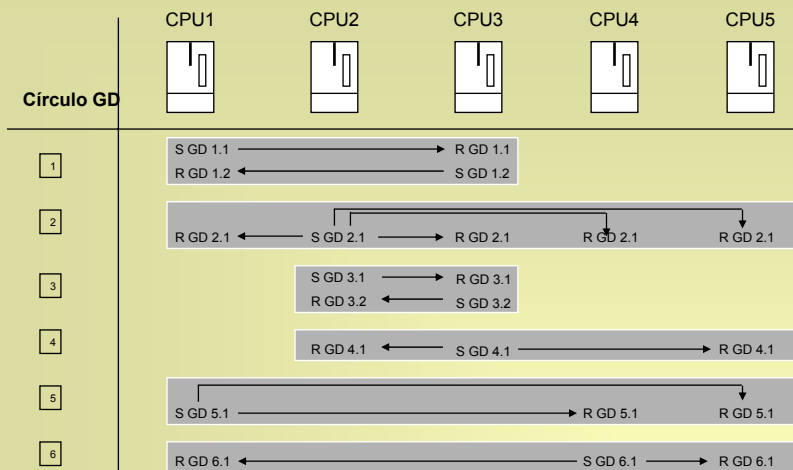 CPU1 CPU2 CPU3 CPU4 CPU5
Círculo GD
1
S GD 1.1 R GD 1.1
R GD 1.2 S GD 1.2
2
R GD 2.1 S GD 2.1 R GD 2.1 R GD 2.1 R GD 2.1
3
S GD 3.1 R GD 3.1
R GD 3.2 S GD 3.2
4
R GD 4.1 S GD 4.1 R GD 4.1
5
S GD 5.1 R GD 5.1 R GD 5.1
6
R GD 6.1 S GD 6.1 R GD 6.1